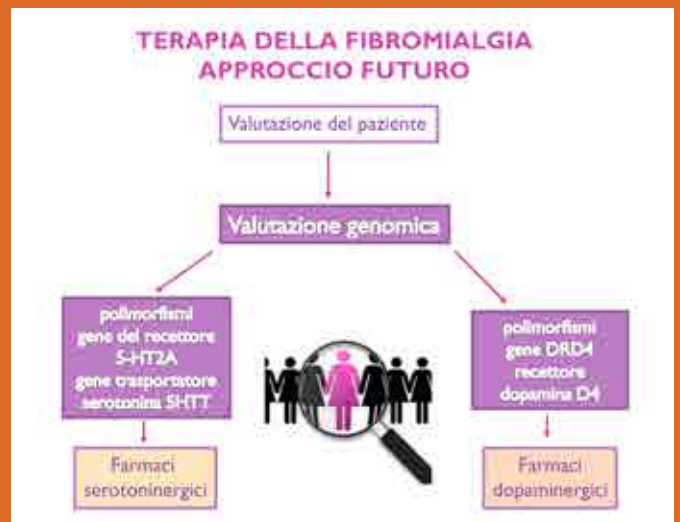 TERAPIA DELLA FIBROMIALGIA
APPROCCIO FUTURO
Valutazione del paziente
Valutazione genomica
polimorfismi
gene del recettore
5-HT2A
gene trasportatore
serotonina 5HTT
polimorfismi
gene DRD4
recettore
dopamina D4
Farmaci
serotoninergici
Farmaci
dopaminergici